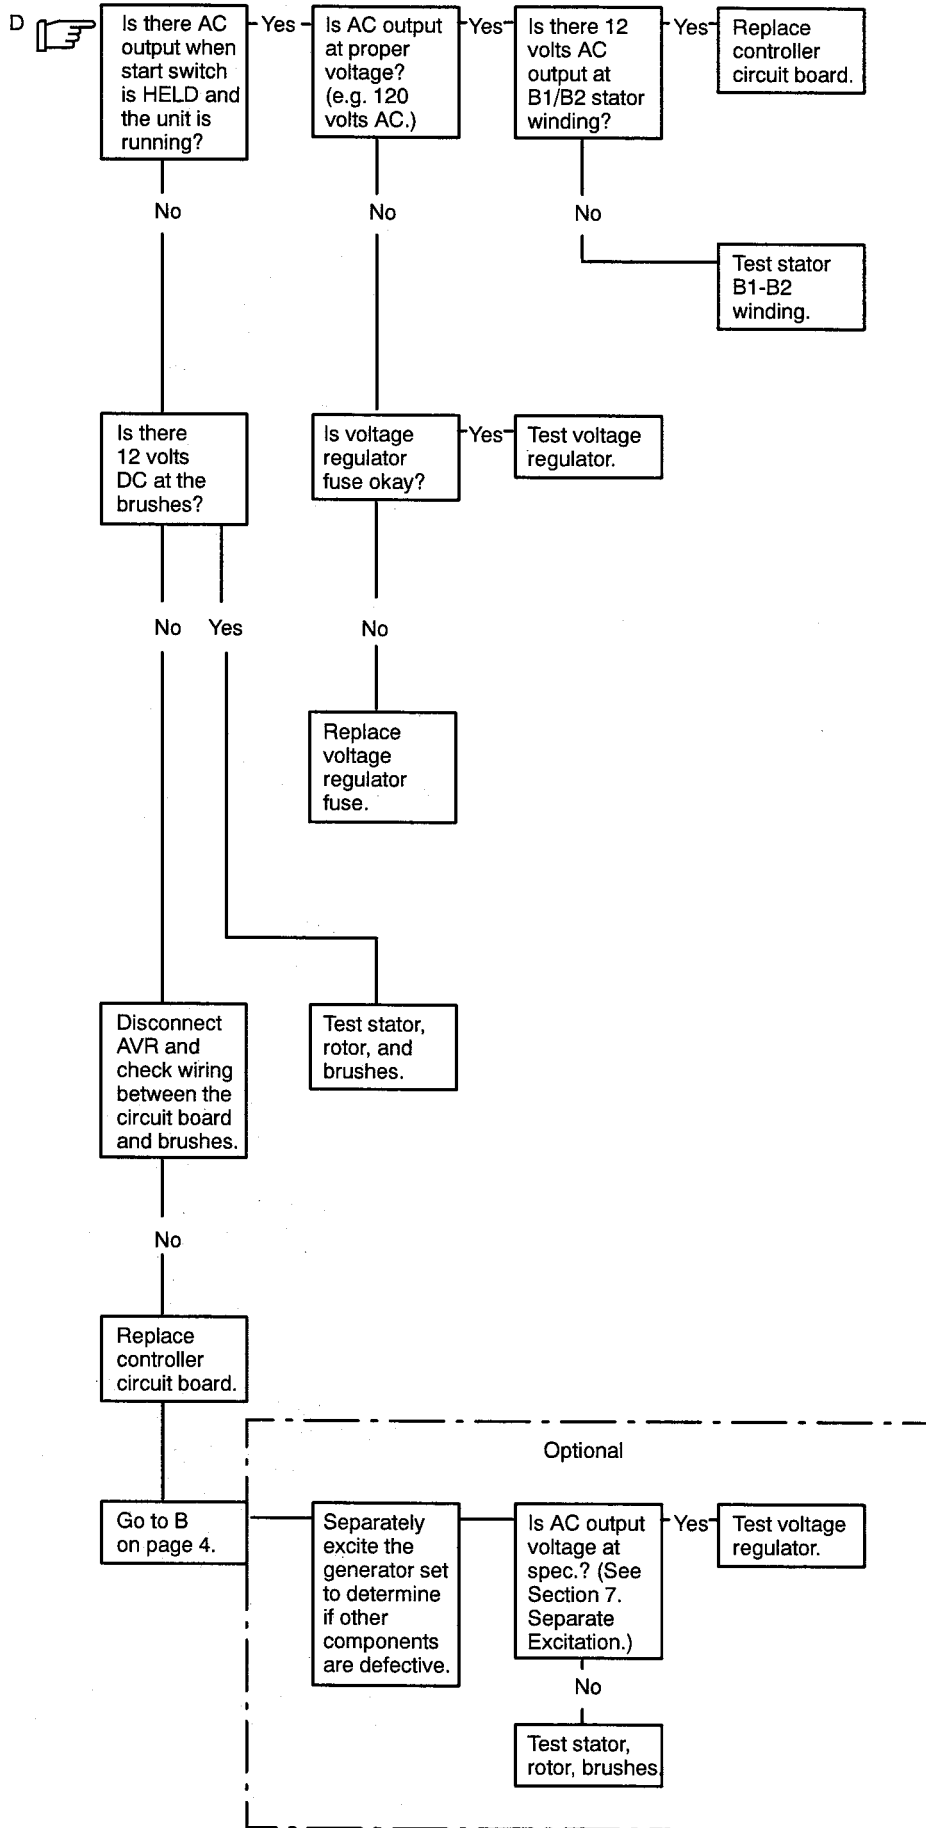 D
Is there AC
output when
start switch
is HELD and
the unit is
running?
Yes
Is AC output
at proper
voltage?
(e.g. 120
volts AC.)
Yes
Is there 12
volts AC
output at
B1/B2 stator
winding?
Yes
Replace
controller
circuit board.
No
No
No
Test stator
B1-B2
winding.
Is there
12 volts
DC at the
brushes?
Is voltage
regulator
fuse okay?
Yes
Test voltage
regulator.
No
Yes
No
Replace
voltage
regulator
fuse.
Disconnect
AVR and
check wiring
between the
circuit board
and brushes.
Test stator,
rotor, and
brushes.
No
Replace
controller
circuit board.
Optional
Go to B
on page 4.
Separately
excite the
generator set
to determine
if other
components
are defective.
Is AC output
voltage at
spec.? (See
Section 7.
Separate
Excitation.)
Yes
Test voltage
regulator.
No
Test stator,
rotor, brushes.